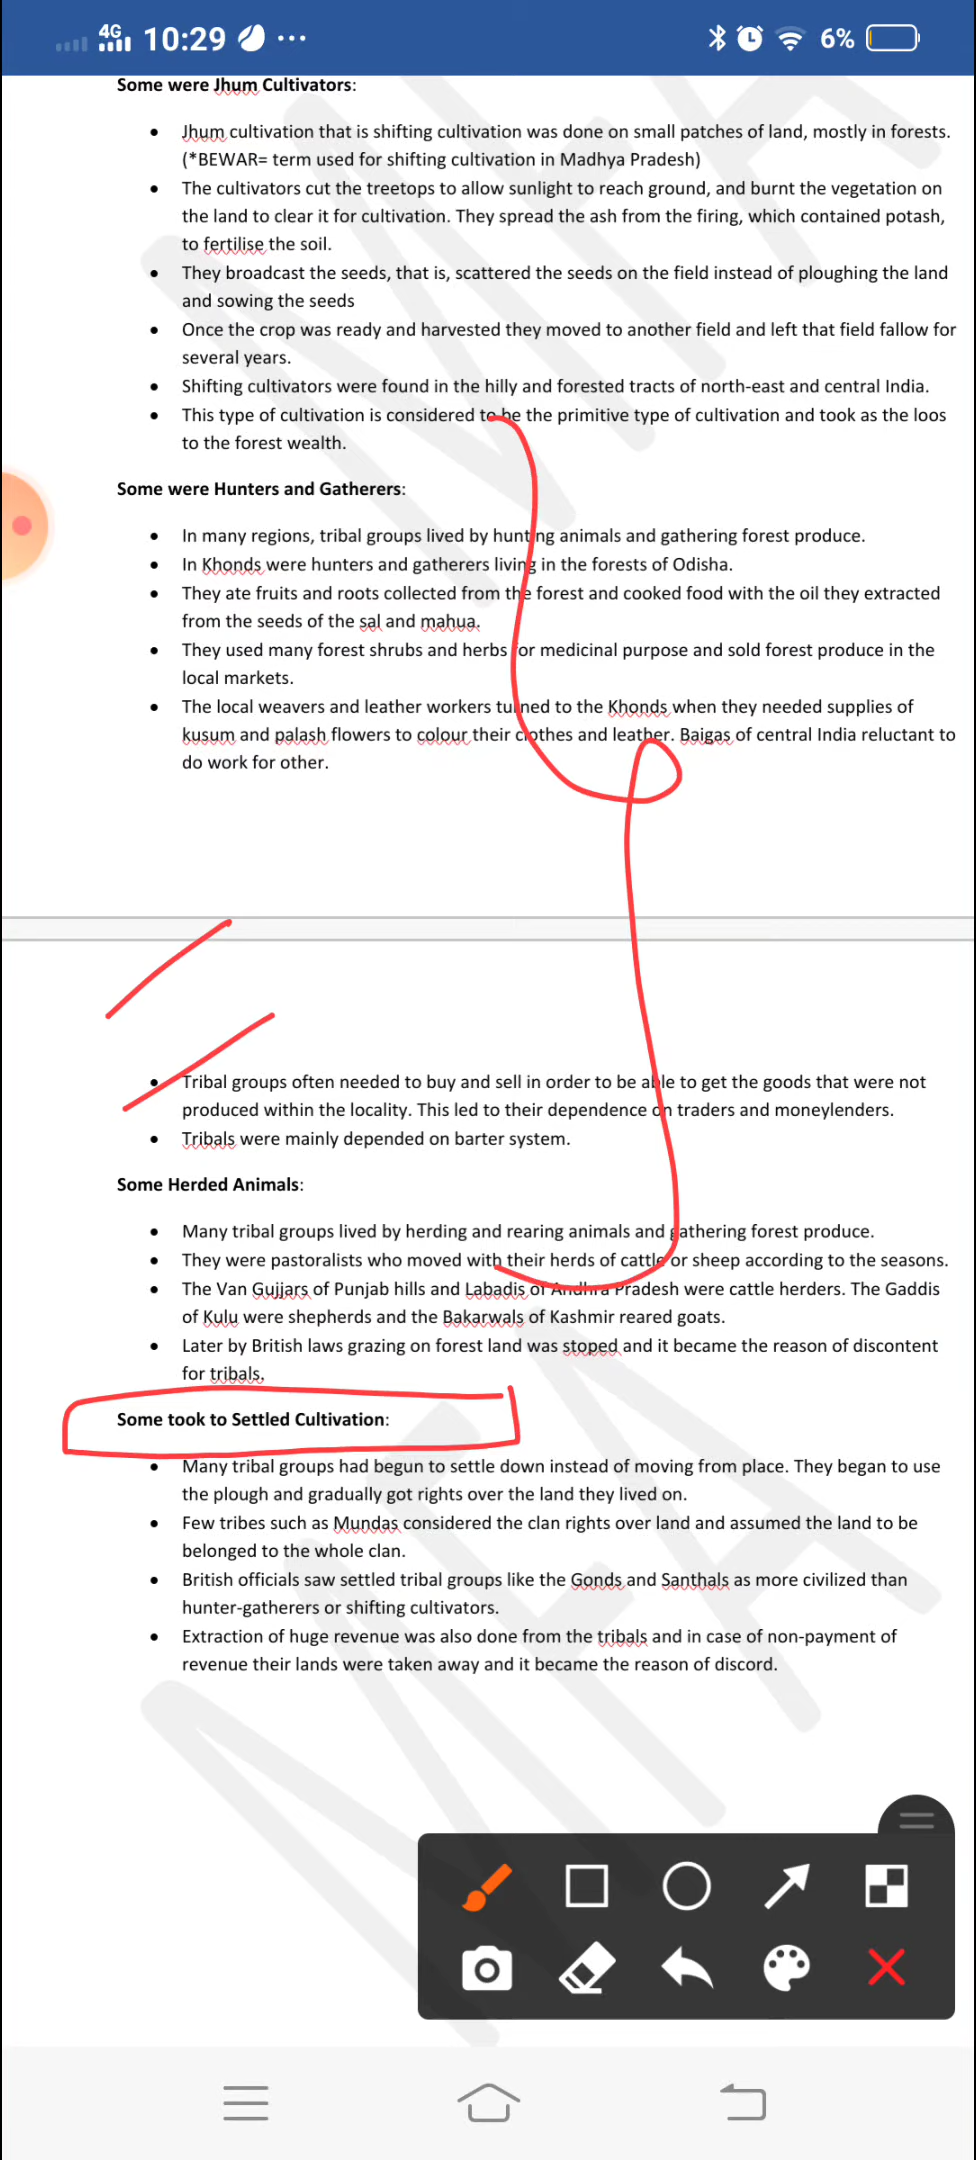 4G 10:29 ... 6%
Some were Jhum Cultivators:
• Jhum cultivation that is shifting cultivation was done on small patches of land, mostly in forests.
(*BEWAR= term used for shifting cultivation in Madhya Pradesh)
• The cultivators cut the treetops to allow sunlight to reach ground, and burnt the vegetation on
the land to clear it for cultivation. They spread the ash from the firing, which contained potash,
to fertilise the soil.
• They broadcast the seeds, that is, scattered the seeds on the field instead of ploughing the land
and sowing the seeds
• Once the crop was ready and harvested they moved to another field and left that field fallow for
several years.
• Shifting cultivators were found in the hilly and forested tracts of north-east and central India.
• This type of cultivation is considered to be the primitive type of cultivation and took as the loos
to the forest wealth.
Some were Hunters and Gatherers:
• In many regions, tribal groups lived by hunting animals and gathering forest produce.
• In Khonds were hunters and gatherers living in the forests of Odisha.
• They ate fruits and roots collected from the forest and cooked food with the oil they extracted
from the seeds of the sal and mahua.
• They used many forest shrubs and herbs for medicinal purpose and sold forest produce in the
local markets.
• The local weavers and leather workers turned to the Khonds when they needed supplies of
kusum and palash flowers to colour their clothes and leather. Baigas of central India reluctant to
do work for other.
• Tribal groups often needed to buy and sell in order to be able to get the goods that were not
produced within the locality. This led to their dependence on traders and moneylenders.
• Tribals were mainly depended on barter system.
Some Herded Animals:
• Many tribal groups lived by herding and rearing animals and gathering forest produce.
• They were pastoralists who moved with their herds of cattle or sheep according to the seasons.
• The Van Gujjars of Punjab hills and Labadis of Andhra Pradesh were cattle herders. The Gaddis
of Kulu were shepherds and the Bakarwals of Kashmir reared goats.
• Later by British laws grazing on forest land was stoped and it became the reason of discontent
for tribals.
Some took to Settled Cultivation:
• Many tribal groups had begun to settle down instead of moving from place. They began to use
the plough and gradually got rights over the land they lived on.
• Few tribes such as Mundas considered the clan rights over land and assumed the land to be
belonged to the whole clan.
• British officials saw settled tribal groups like the Gonds and Santhals as more civilized than
hunter-gatherers or shifting cultivators.
• Extraction of huge revenue was also done from the tribals and in case of non-payment of
revenue their lands were taken away and it became the reason of discord.
MFA